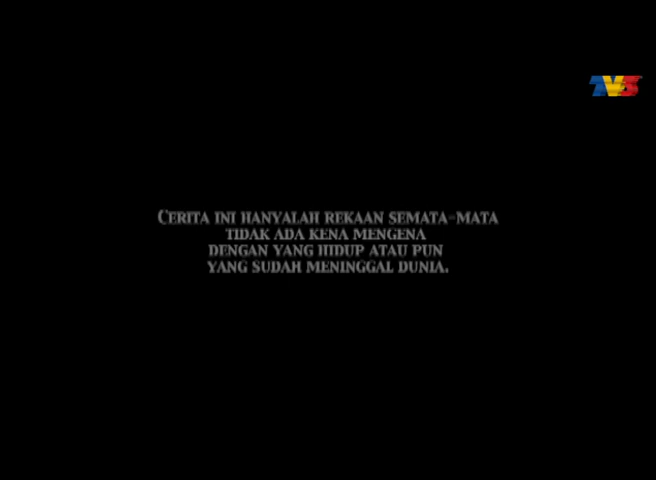 TV3
CERITA INI HANYALAH REKAAN SEMATA-MATA
TIDAK ADA KENA MENGENA
DENGAN YANG HIDUP ATAU PUN
YANG SUDAH MENINGGAL DUNIA.